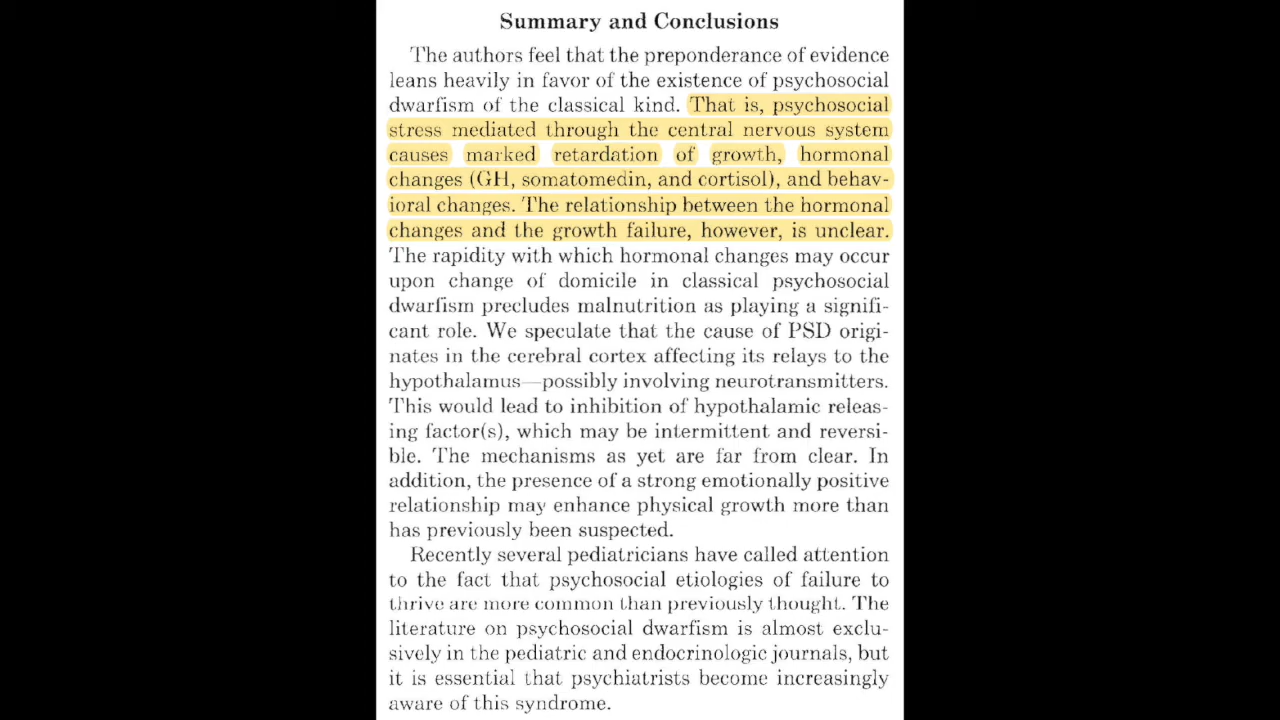 Summary and Conclusions
The authors feel that the preponderance of evidence
leans heavily in favor of the existence of psychosocial
dwarfism of the classical kind. That is, psychosocial
stress mediated through the central nervous system
causes marked retardation of growth, hormonal
changes (GH, somatomedin, and cortisol), and behav-
ioral changes. The relationship between the hormonal
changes and the growth failure, however, is unclear.
The rapidity with which hormonal changes may occur
upon change of domicile in classical psychosocial
dwarfism precludes malnutrition as playing a signifi-
cant role. We speculate that the cause of PSD origi-
nates in the cerebral cortex affecting its relays to the
hypothalamus—possibly involving neurotransmitters.
This would lead to inhibition of hypothalamic releas-
ing factor(s), which may be intermittent and reversi-
ble. The mechanisms as yet are far from clear. In
addition, the presence of a strong emotionally positive
relationship may enhance physical growth more than
has previously been suspected.
Recently several pediatricians have called attention
to the fact that psychosocial etiologies of failure to
thrive are more common than previously thought. The
literature on psychosocial dwarfism is almost exclu-
sively in the pediatric and endocrinologic journals, but
it is essential that psychiatrists become increasingly
aware of this syndrome.